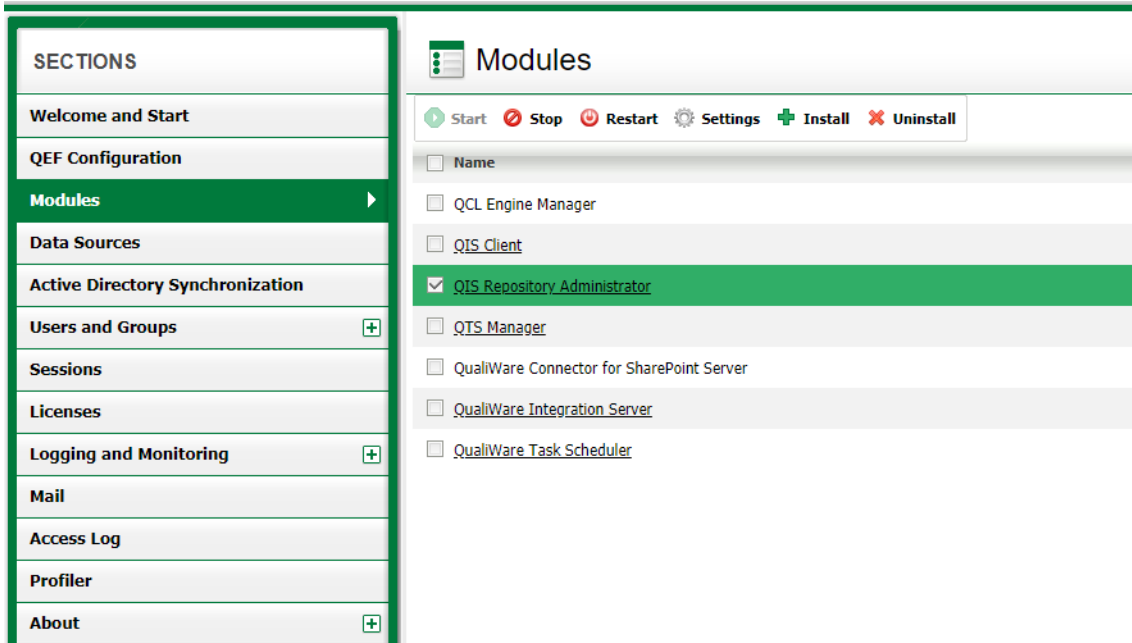 SECTIONS
Welcome and Start
QEF Configuration
Modules
Data Sources
Active Directory Synchronization
Users and Groups
Sessions
Licenses
Logging and Monitoring
Mail
Access Log
Profiler
About
Modules
Start Stop Restart Settings Install Uninstall
Name
QCL Engine Manager
QIS Client
QIS Repository Administrator
QTS Manager
QualiWare Connector for SharePoint Server
QualiWare Integration Server
QualiWare Task Scheduler